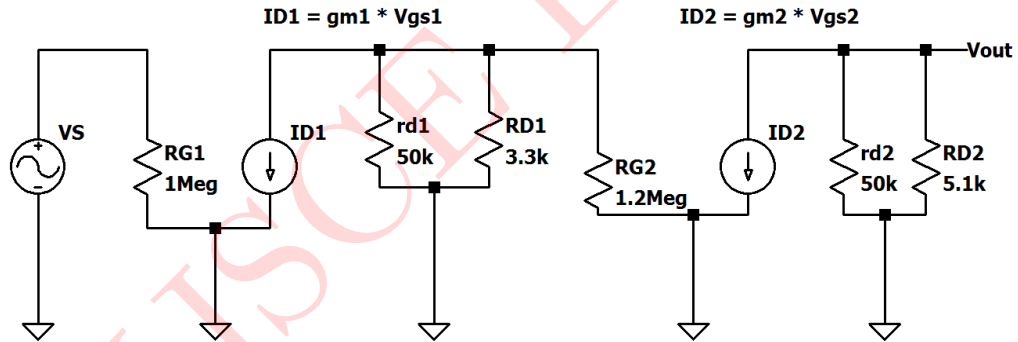 ID1 = gm1 * Vgs1
ID2 = gm2 * Vgs2
Vout
VS
RG1
1Meg
ID1
rd1
50k
RD1
3.3k
RG2
1.2Meg
ID2
rd2
50k
RD2
5.1k